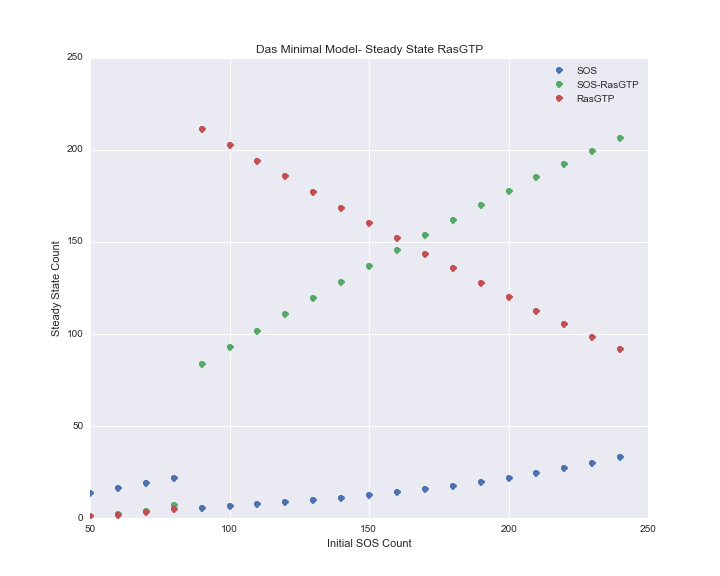 Das Minimal Model- Steady State RasGTP
250
200
150
100
50
0
Steady State Count
SOS
SOS-RasGTP
RasGTP
50
100
150
200
250
Initial SOS Count